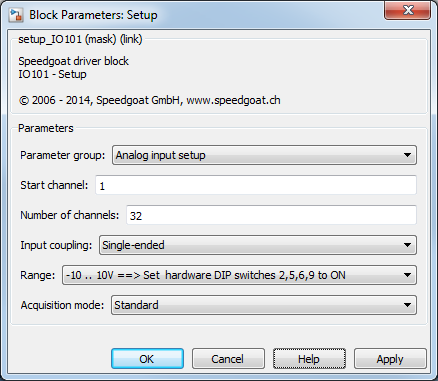 Block Parameters: Setup
setup_IO101 (mask) (link)
Speedgoat driver block
IO101 - Setup
© 2006 - 2014, Speedgoat GmbH, www.speedgoat.ch
Parameters
Parameter group: Analog input setup
Start channel: 1
Number of channels: 32
Input coupling: Single-ended
Range: -10 .. 10V ==> Set hardware DIP switches 2,5,6,9 to ON
Acquisition mode: Standard
OK Cancel Help Apply